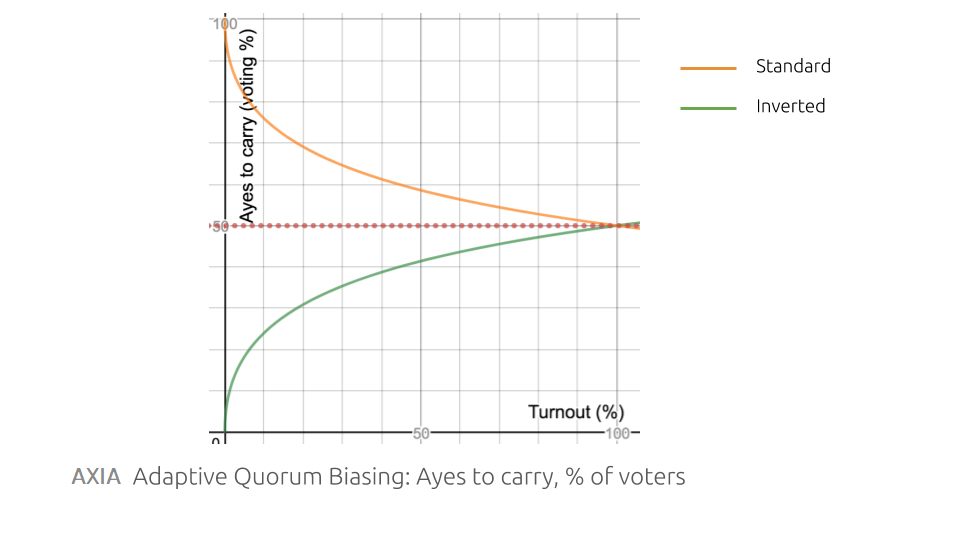 100
Ayes to carry (voting %)
Standard
Inverted
50
Turnout (%)
0
50
100
AXIA Adaptive Quorum Biasing: Ayes to carry, % of voters